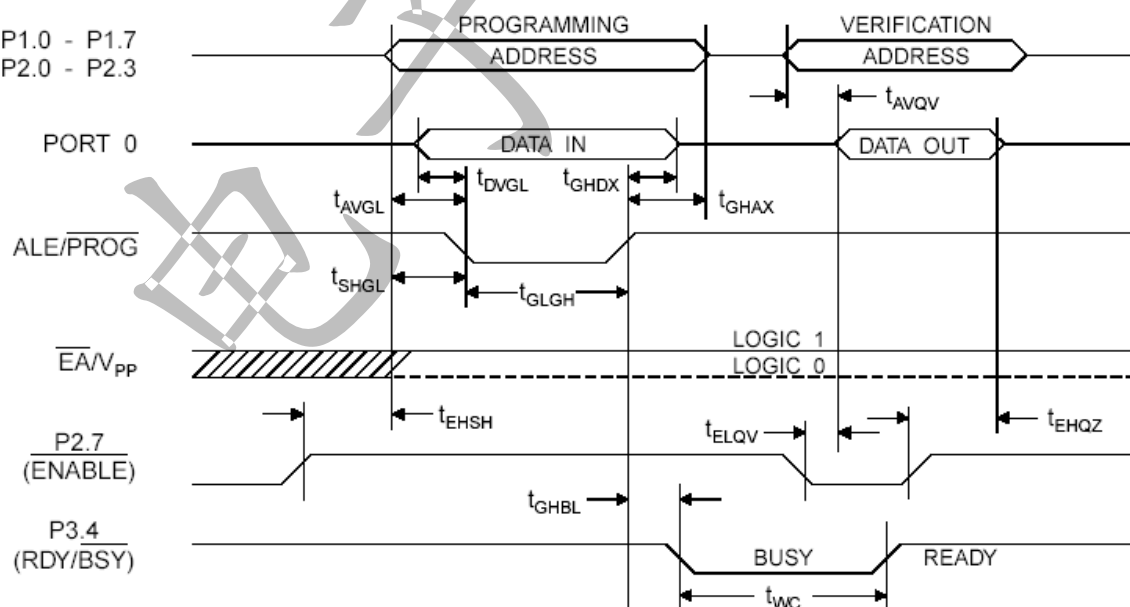 PROGRAMMING
VERIFICATION
P1.0 - P1.7
P2.0 - P2.3
ADDRESS
ADDRESS
tAVQV
PORT 0
DATA IN
DATA OUT
tDVGL
tGHDX
tAVGL
tGHAX
ALE/PROG
tSHGL
tGLGH
LOGIC 1
EA/VPP
LOGIC 0
tEHSH
tELQV
tEHQZ
P2.7
(ENABLE)
tGHBL
P3.4
(RDY/BSY)
BUSY
READY
tWC